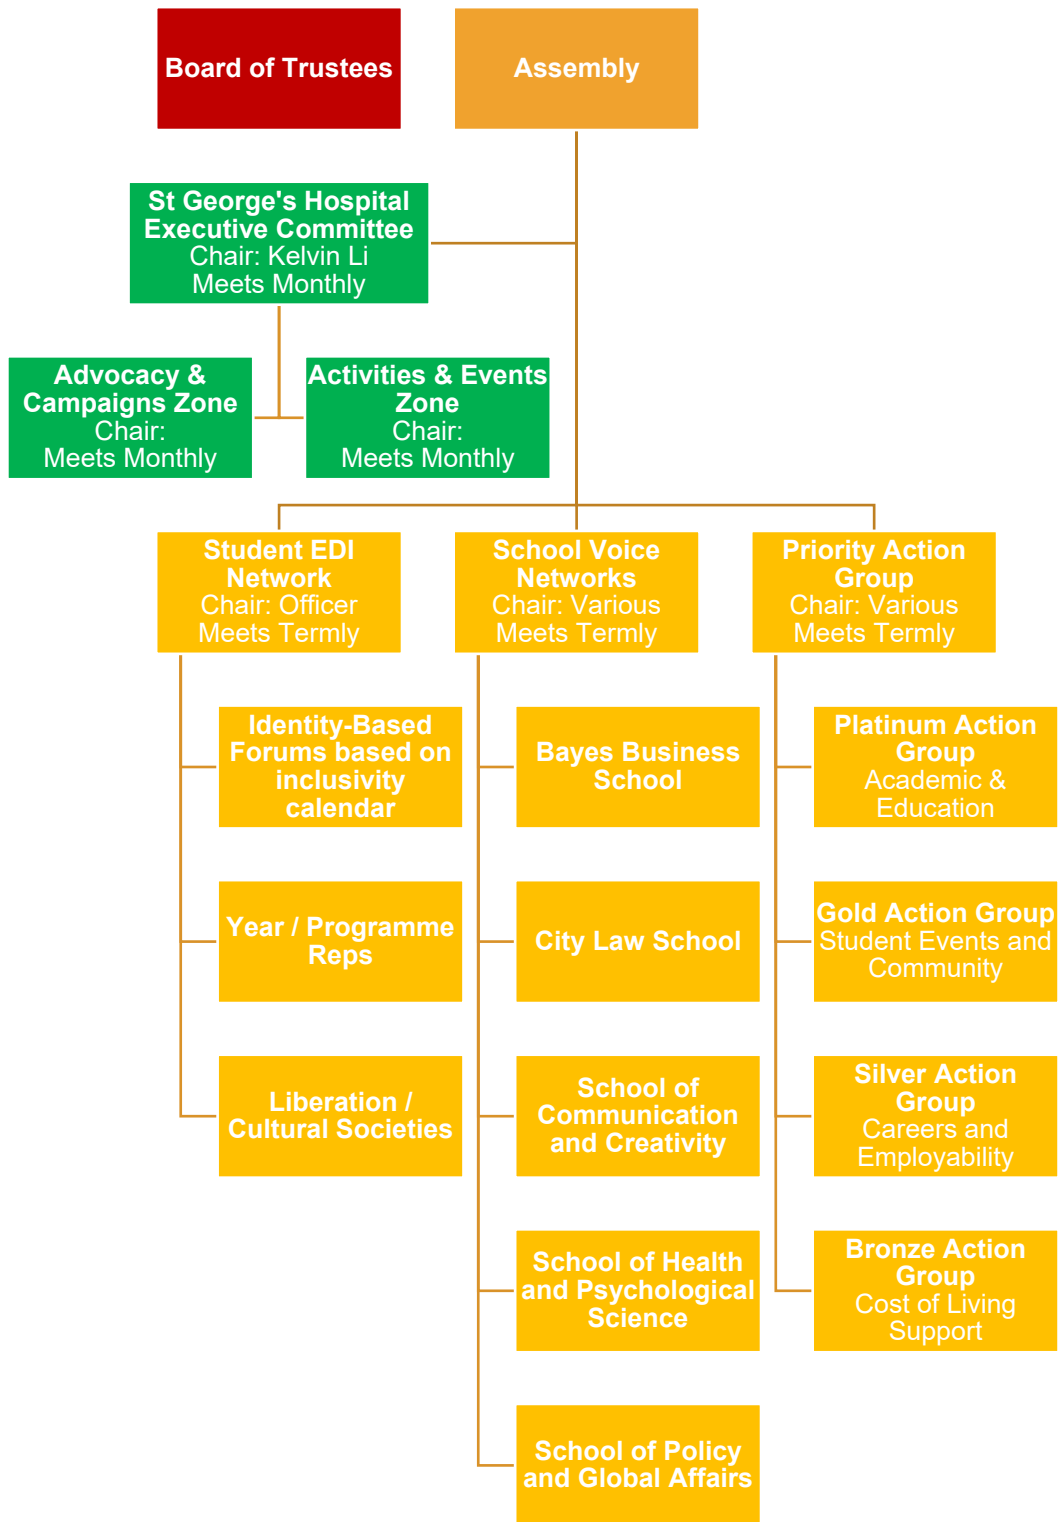 Board of Trustees
Assembly
St George's Hospital
Executive Committee
Chair: Kelvin Li
Meets Monthly
Advocacy &
Campaigns Zone
Chair:
Meets Monthly
Activities & Events
Zone
Chair:
Meets Monthly
Student EDI
Network
Chair: Officer
Meets Termly
School Voice
Networks
Chair: Various
Meets Termly
Priority Action
Group
Chair: Various
Meets Termly
Identity-Based
Forums based on
inclusivity
calendar
Bayes Business
School
Platinum Action
Group
Academic &
Education
Year / Programme
Reps
City Law School
Gold Action Group
Student Events and
Community
Liberation /
Cultural Societies
School of
Communication
and Creativity
Silver Action
Group
Careers and
Employability
School of Health
and Psychological
Science
Bronze Action
Group
Cost of Living
Support
School of Policy
and Global Affairs